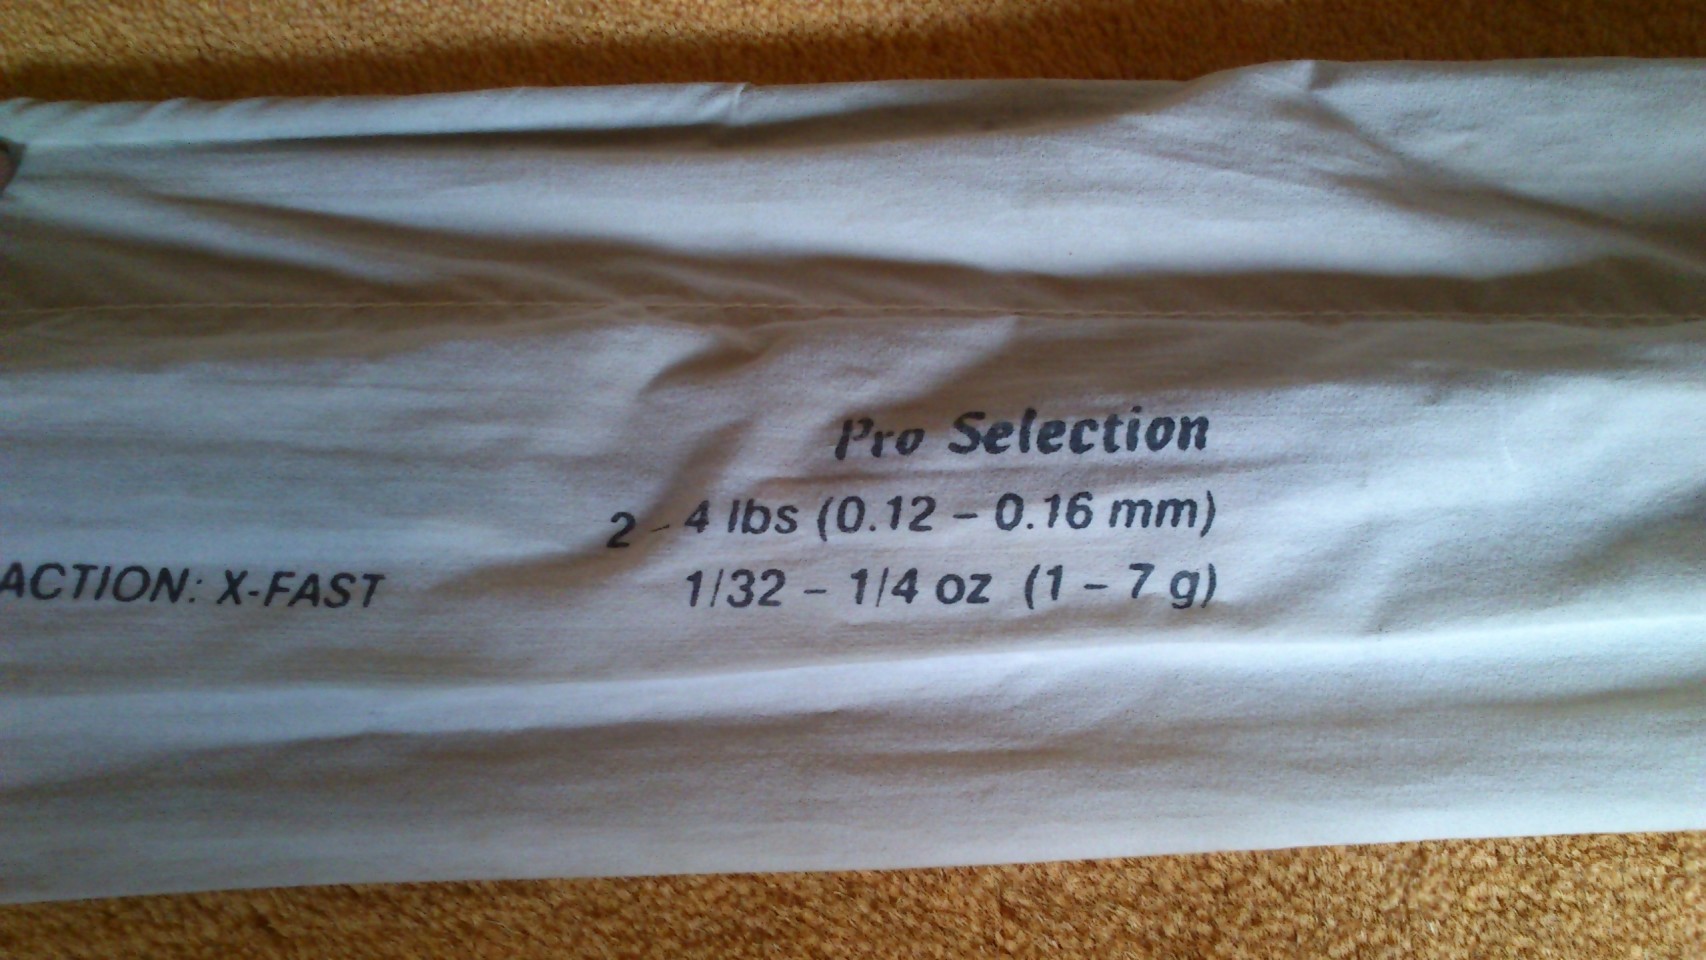 Pro Selection
2 - 4 lbs (0.12 – 0.16 mm)
ACTION: X-FAST 1/32 – 1/4 oz (1 – 7 g)